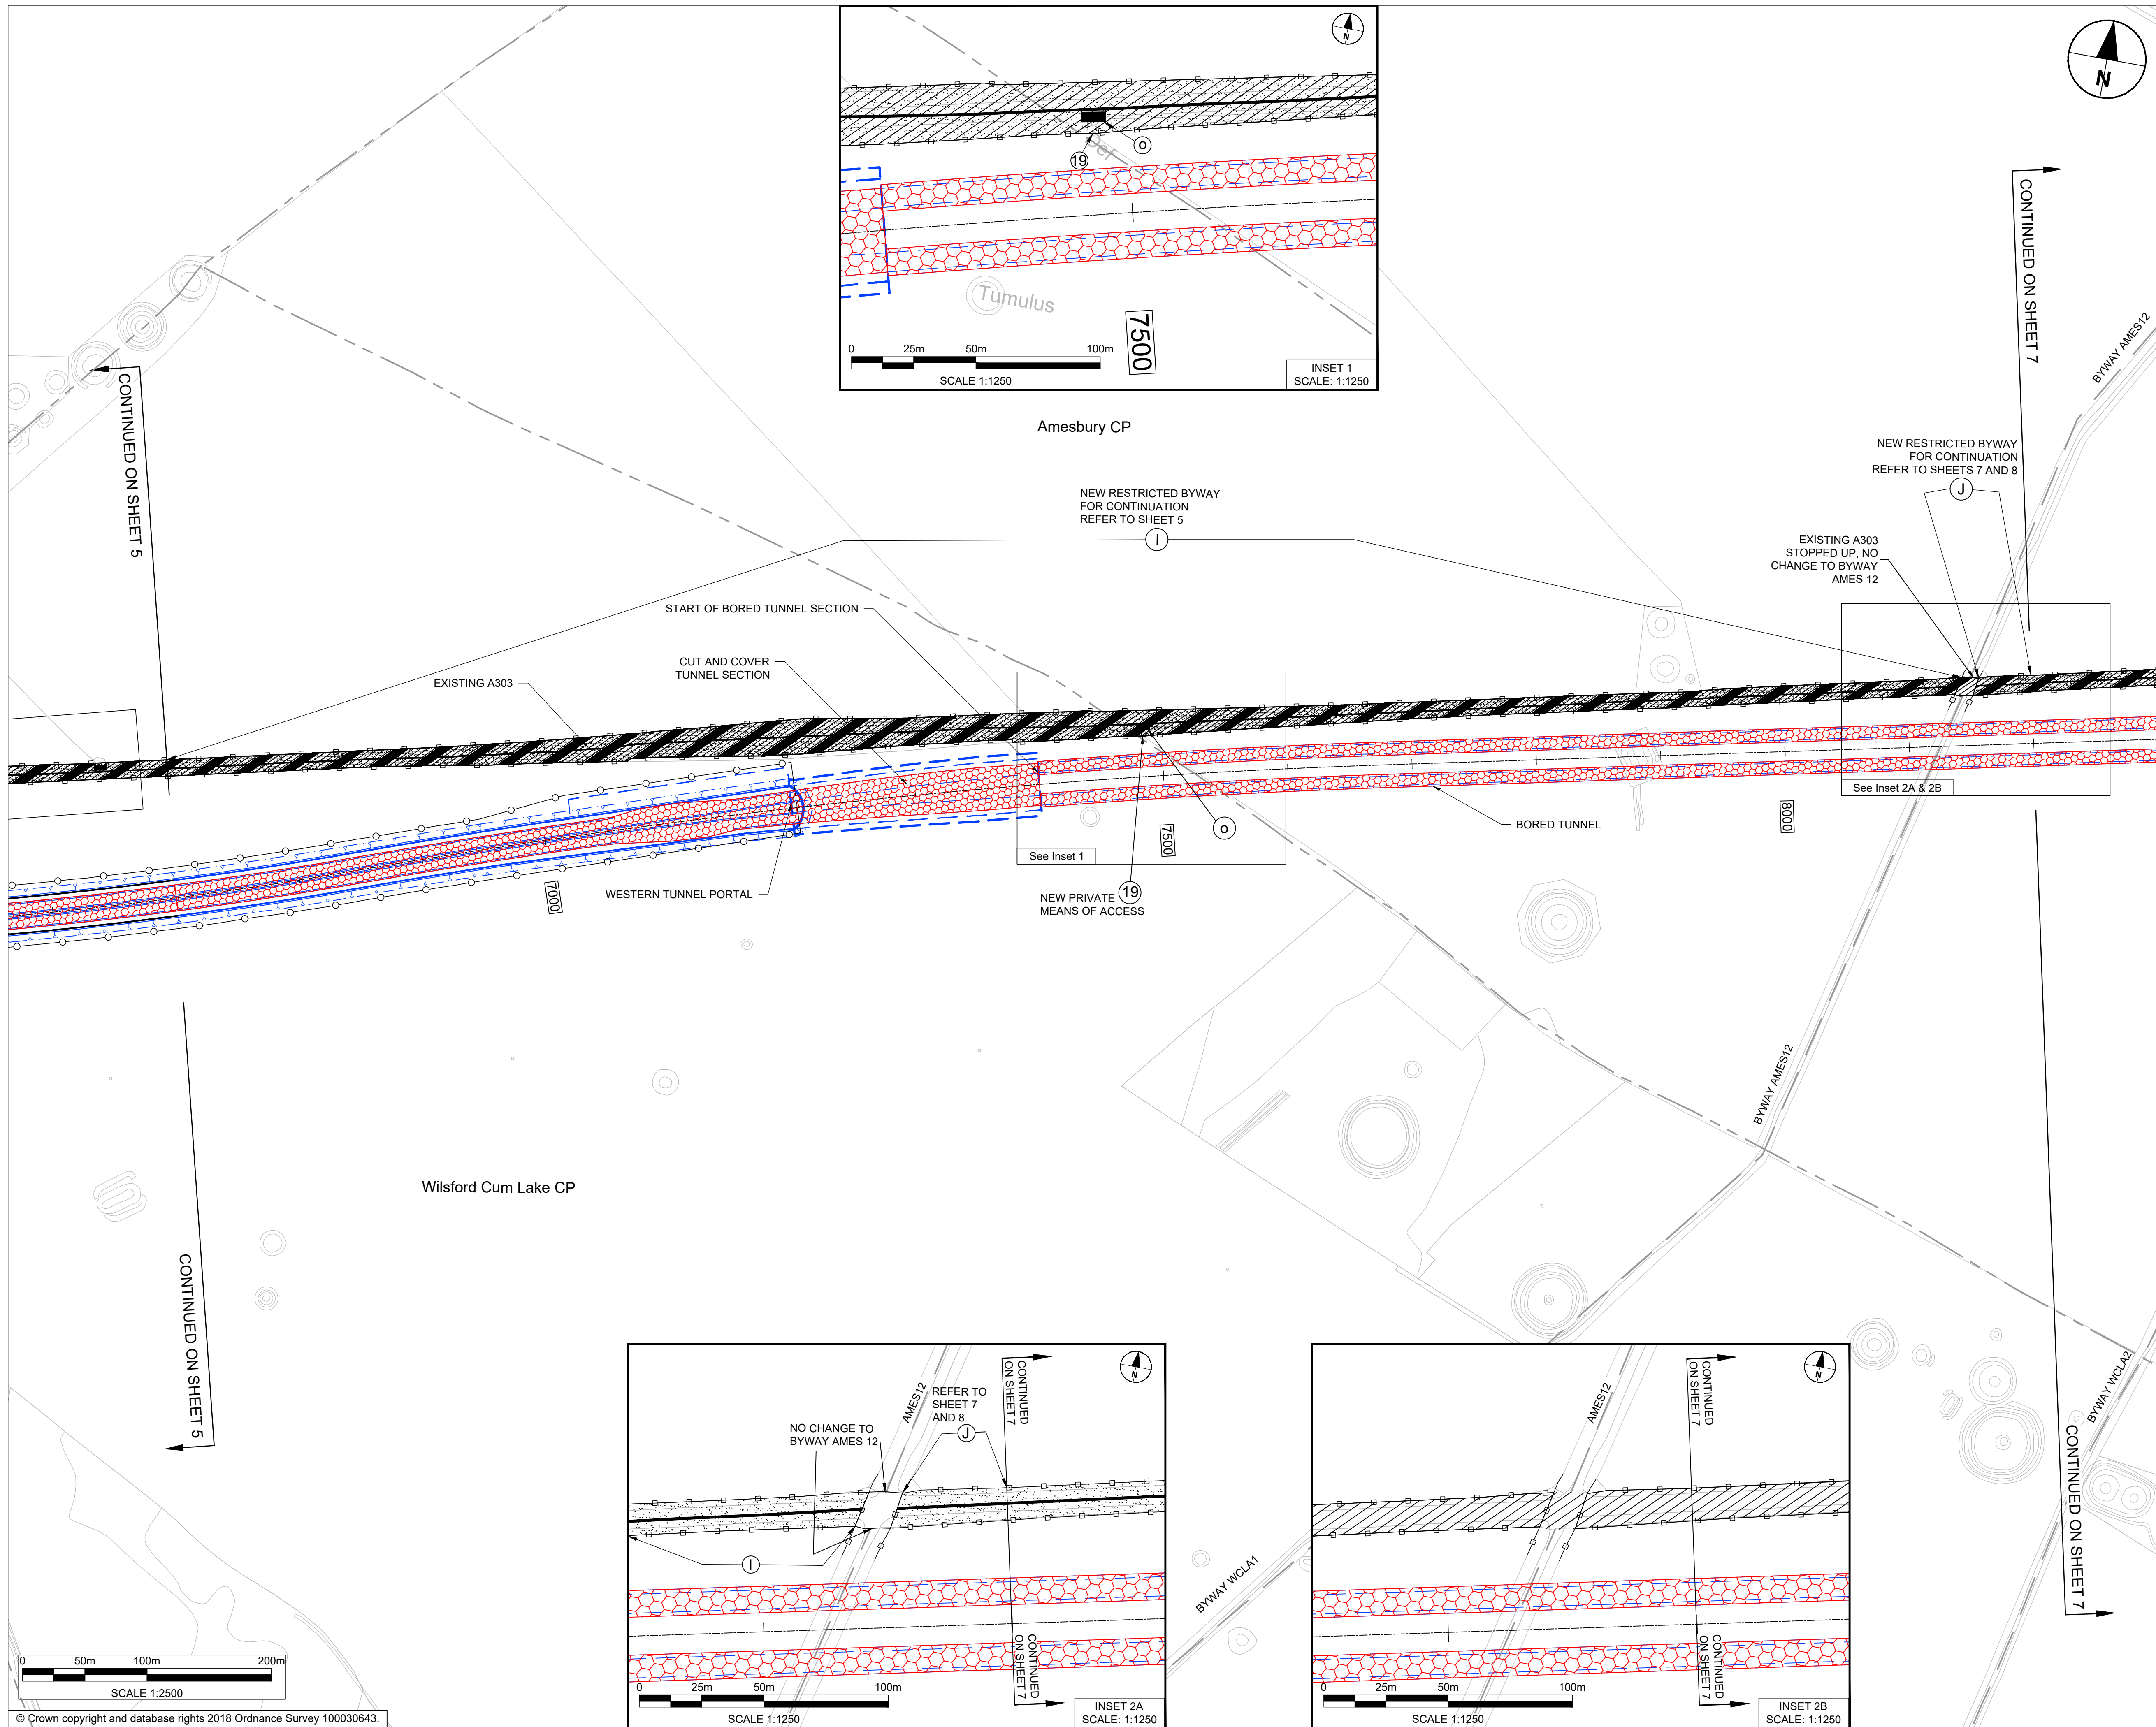 N
Def
19
o
Tumulus
7500
0 25m 50m 100m
SCALE 1:1250
INSET 1
SCALE: 1:1250
N
CONTINUED ON SHEET 7
BYWAY AMES12
CONTINUED ON SHEET 5
Amesbury CP
NEW RESTRICTED BYWAY
FOR CONTINUATION
REFER TO SHEETS 7 AND 8
J
NEW RESTRICTED BYWAY
FOR CONTINUATION
REFER TO SHEET 5
I
EXISTING A303
STOPPED UP, NO
CHANGE TO BYWAY
AMES 12
START OF BORED TUNNEL SECTION
CUT AND COVER
TUNNEL SECTION
EXISTING A303
See Inset 2A & 2B
8000
BORED TUNNEL
o
7500
See Inset 1
19
NEW PRIVATE
MEANS OF ACCESS
WESTERN TUNNEL PORTAL
7000
BYWAY AMES12
Wilsford Cum Lake CP
CONTINUED ON SHEET 5
BYWAY WCLA2
CONTINUED ON SHEET 7
N
CONTINUED
ON SHEET 7
AMES12
REFER TO
SHEET 7
AND 8
J
NO CHANGE TO
BYWAY AMES 12
I
CONTINUED
ON SHEET 7
0 25m 50m 100m
SCALE 1:1250
INSET 2A
SCALE: 1:1250
BYWAY WCLA1
N
CONTINUED
ON SHEET 7
AMES12
CONTINUED
ON SHEET 7
0 25m 50m 100m
SCALE 1:1250
INSET 2B
SCALE: 1:1250
0 50m 100m 200m
SCALE 1:2500
© Crown copyright and database rights 2018 Ordnance Survey 100030643.